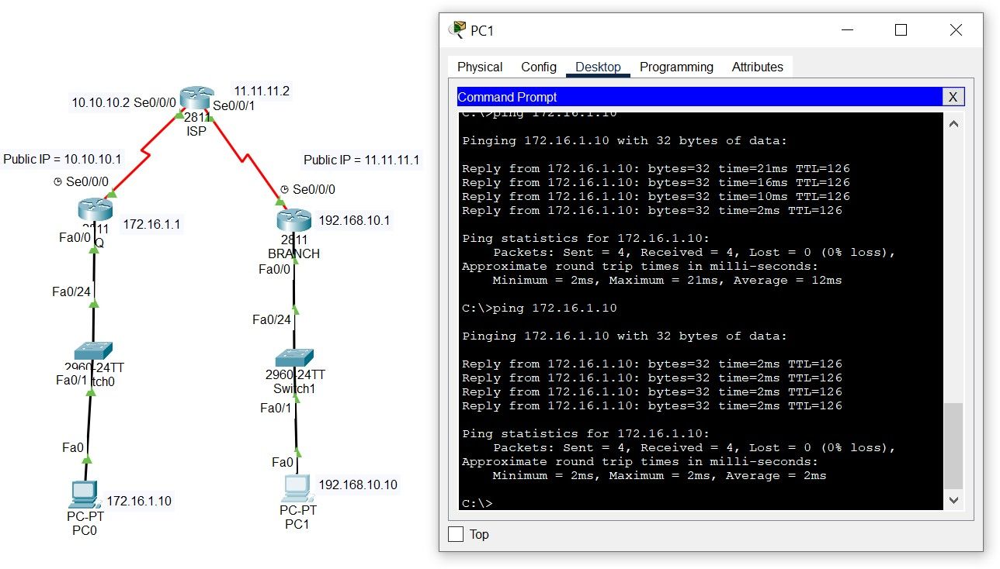 11.11.11.2
10.10.10.2 Se0/0/0
Se0/0/1
2811
ISP
Public IP = 10.10.10.1
Public IP = 11.11.11.1
Se0/0/0
Se0/0/0
172.16.1.1
192.168.10.1
Fa0/0
Q
2811
BRANCH
Fa0/0
Fa0/24
Fa0/24
2960-24TT
Fa0/1 tch0
2960-24TT
Switch1
Fa0/1
Fa0
Fa0
172.16.1.10
192.168.10.10
PC-PT
PC0
PC-PT
PC1
PC1
Physical Config Desktop Programming Attributes
Command Prompt X
C:\>ping 172.16.1.10
Pinging 172.16.1.10 with 32 bytes of data:
Reply from 172.16.1.10: bytes=32 time=21ms TTL=126
Reply from 172.16.1.10: bytes=32 time=16ms TTL=126
Reply from 172.16.1.10: bytes=32 time=10ms TTL=126
Reply from 172.16.1.10: bytes=32 time=2ms TTL=126
Ping statistics for 172.16.1.10:
Packets: Sent = 4, Received = 4, Lost = 0 (0% loss),
Approximate round trip times in milli-seconds:
Minimum = 2ms, Maximum = 21ms, Average = 12ms
C:\>ping 172.16.1.10
Pinging 172.16.1.10 with 32 bytes of data:
Reply from 172.16.1.10: bytes=32 time=2ms TTL=126
Reply from 172.16.1.10: bytes=32 time=2ms TTL=126
Reply from 172.16.1.10: bytes=32 time=2ms TTL=126
Reply from 172.16.1.10: bytes=32 time=2ms TTL=126
Ping statistics for 172.16.1.10:
Packets: Sent = 4, Received = 4, Lost = 0 (0% loss),
Approximate round trip times in milli-seconds:
Minimum = 2ms, Maximum = 2ms, Average = 2ms
C:\>
Top